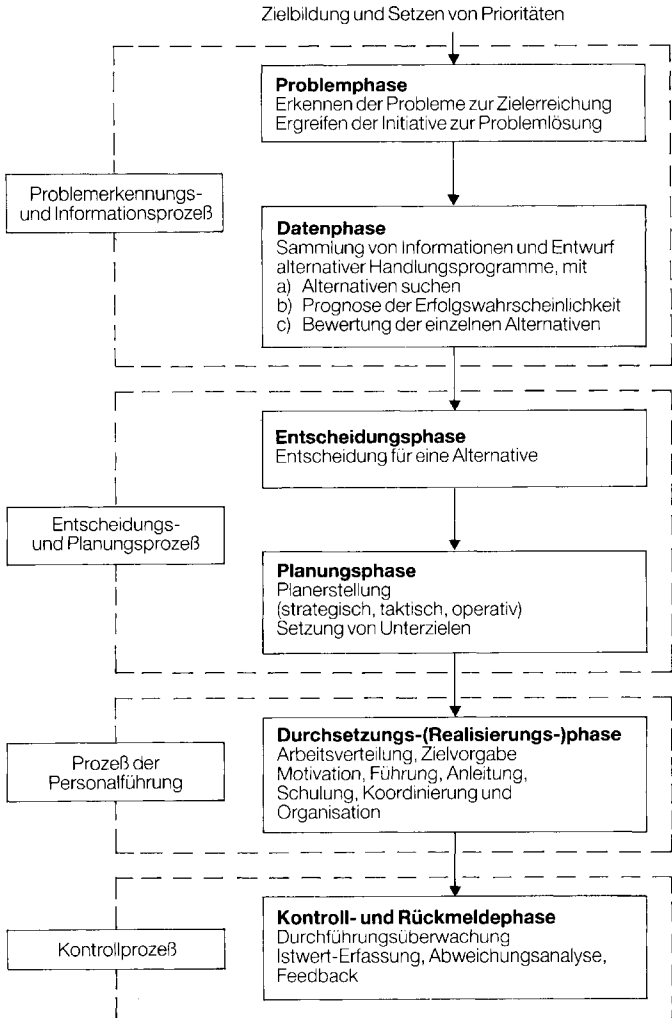 Zielbildung und Setzen von Prioritäten
Problemphase
Erkennen der Probleme zur Zielerreichung
Ergreifen der Initiative zur Problemlösung
Problemerkennungs-
und Informationsprozeß
Datenphase
Sammlung von Informationen und Entwurf
alternativer Handlungsprogramme, mit
a) Alternativen suchen
b) Prognose der Erfolgswahrscheinlichkeit
c) Bewertung der einzelnen Alternativen
Entscheidungsphase
Entscheidung für eine Alternative
Entscheidungs-
und Planungsprozeß
Planungsphase
Planerstellung
(strategisch, taktisch, operativ)
Setzung von Unterzielen
Prozeß der
Personalführung
Durchsetzungs-(Realisierungs-)phase
Arbeitsverteilung, Zielvorgabe
Motivation, Führung, Anleitung,
Schulung, Koordinierung und
Organisation
Kontrollprozeß
Kontroll- und Rückmeldephase
Durchführungsüberwachung
Istwert-Erfassung, Abweichungsanalyse,
Feedback